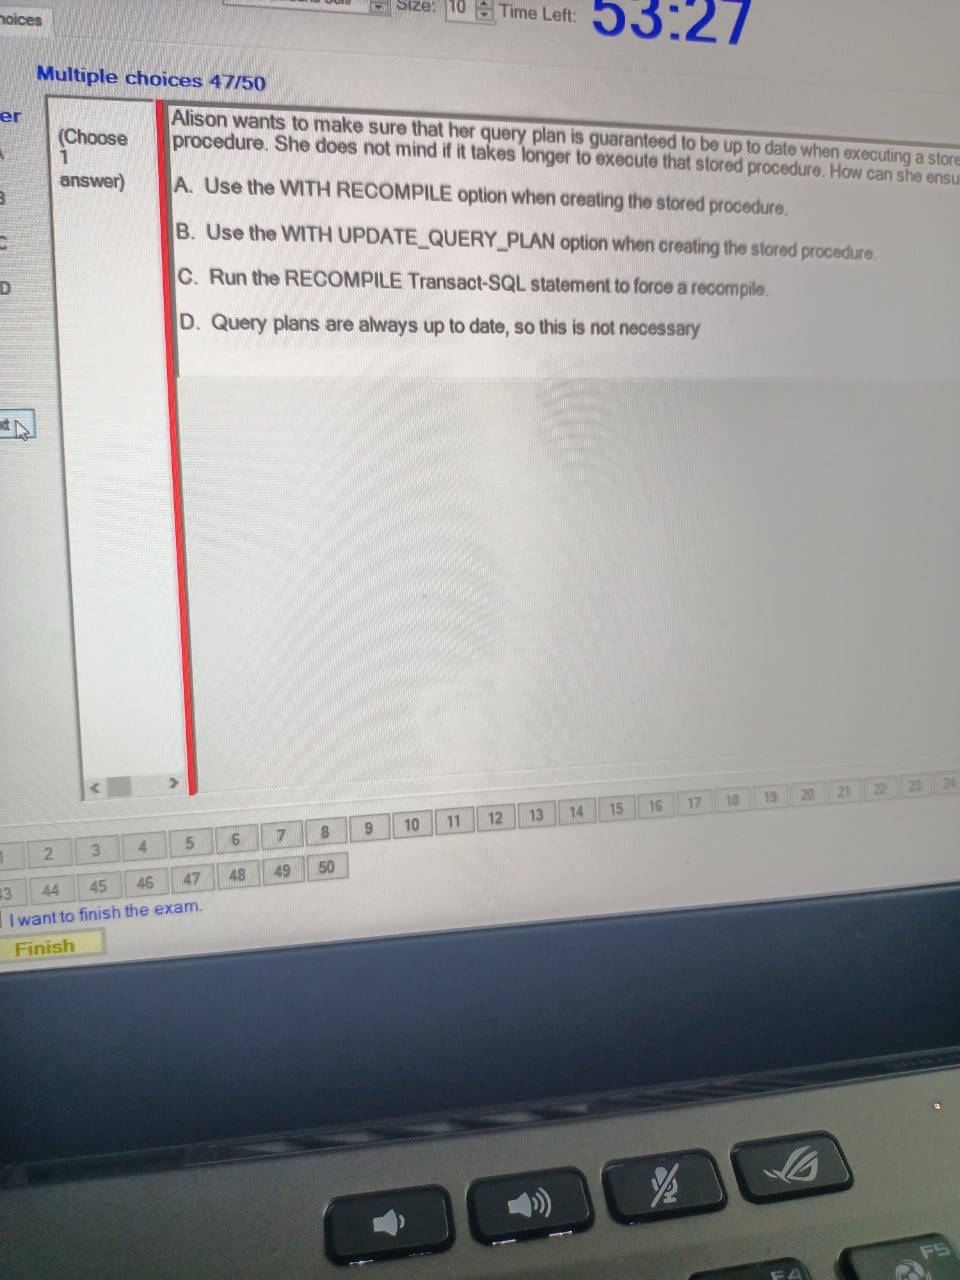 Size: 10 Time Left: 53:27
Multiple choices 47/50
(Choose
1
answer)
Alison wants to make sure that her query plan is guaranteed to be up to date when executing a
procedure. She does not mind if it takes longer to execute that stored procedure. How can she
A. Use the WITH RECOMPILE option when creating the stored procedure.
B. Use the WITH UPDATE_QUERY_PLAN option when creating the stored procedure.
C. Run the RECOMPILE Transact-SQL statement to force a recompile.
D. Query plans are always up to date, so this is not necessary
D
2 3 4 5 6 7 8 9 10 11 12 13 14 15 16 17 18 19 20 21 22 23 24
44 45 46 47 48 49 50
I want to finish the exam.
Finish
F4 F5